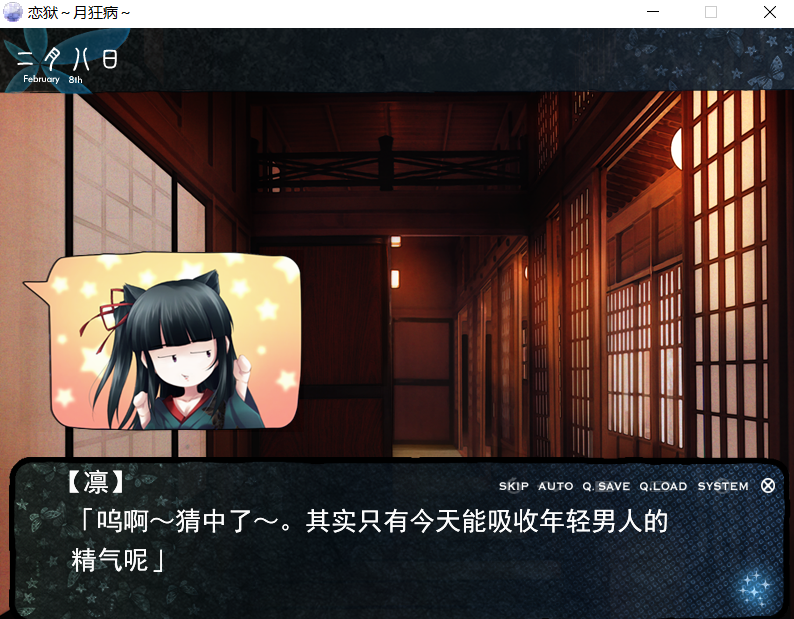 恋狱～月狂病～
二月八日
February 8th
【凛】
SKIP AUTO Q.SAVE Q.LOAD SYSTEM
「呜啊～猜中了～。其实只有今天能吸收年轻男人的
精气呢」